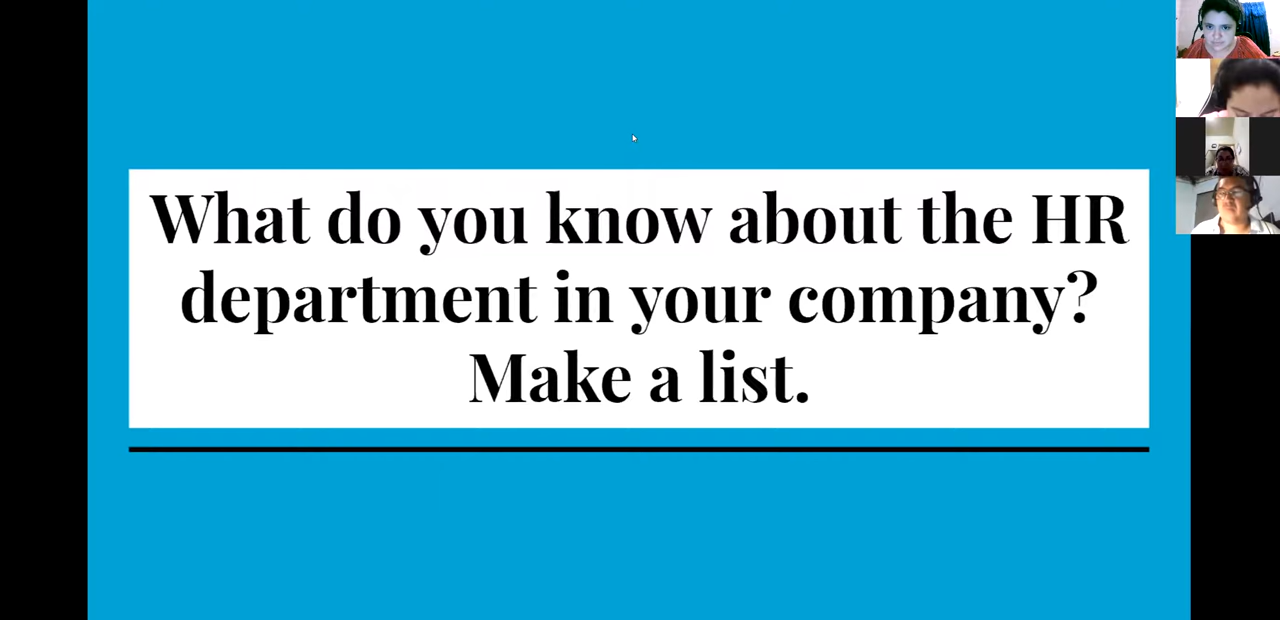 What do you know about the HR
department in your company?
Make a list.